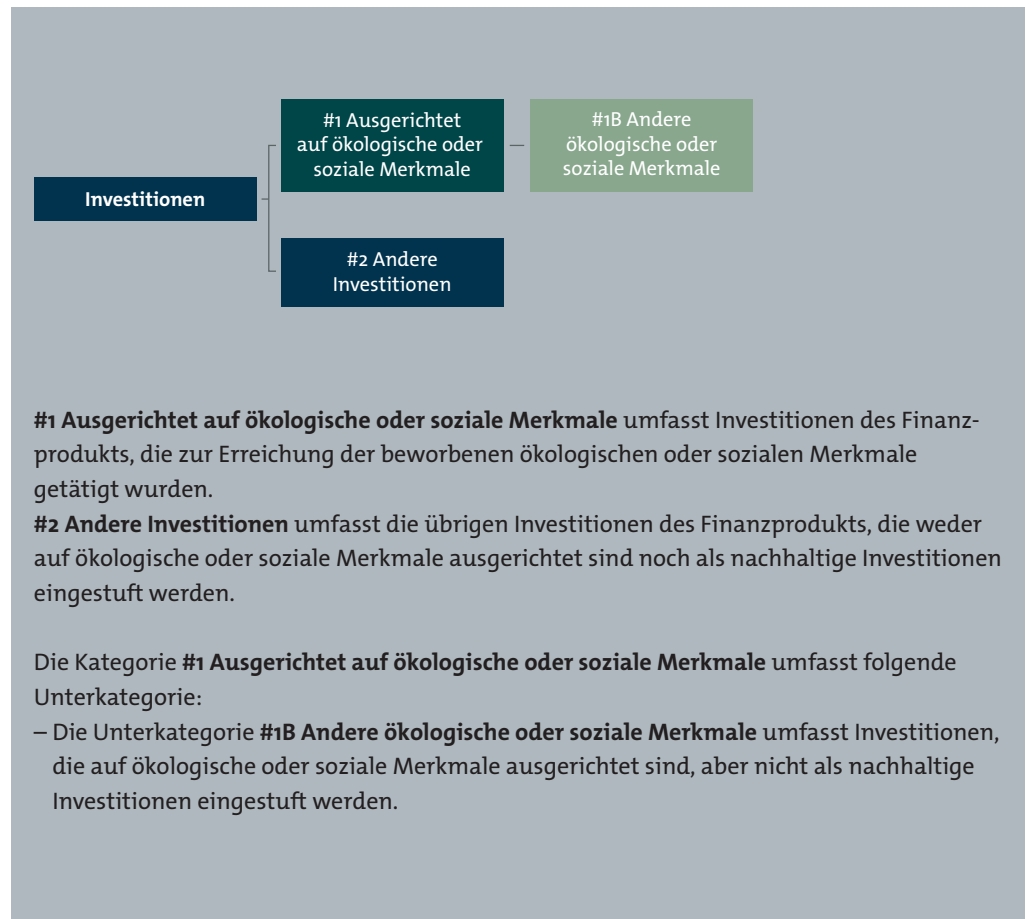 #1 Ausgerichtet
auf ökologische oder
soziale Merkmale
#1B Andere
ökologische oder
soziale Merkmale
Investitionen
#2 Andere
Investitionen
#1 Ausgerichtet auf ökologische oder soziale Merkmale umfasst Investitionen des Finanz-
produkts, die zur Erreichung der beworbenen ökologischen oder sozialen Merkmale
getätigt wurden.
#2 Andere Investitionen umfasst die übrigen Investitionen des Finanzprodukts, die weder
auf ökologische oder soziale Merkmale ausgerichtet sind noch als nachhaltige Investitionen
eingestuft werden.
Die Kategorie #1 Ausgerichtet auf ökologische oder soziale Merkmale umfasst folgende
Unterkategorie:
– Die Unterkategorie #1B Andere ökologische oder soziale Merkmale umfasst Investitionen,
die auf ökologische oder soziale Merkmale ausgerichtet sind, aber nicht als nachhaltige
Investitionen eingestuft werden.